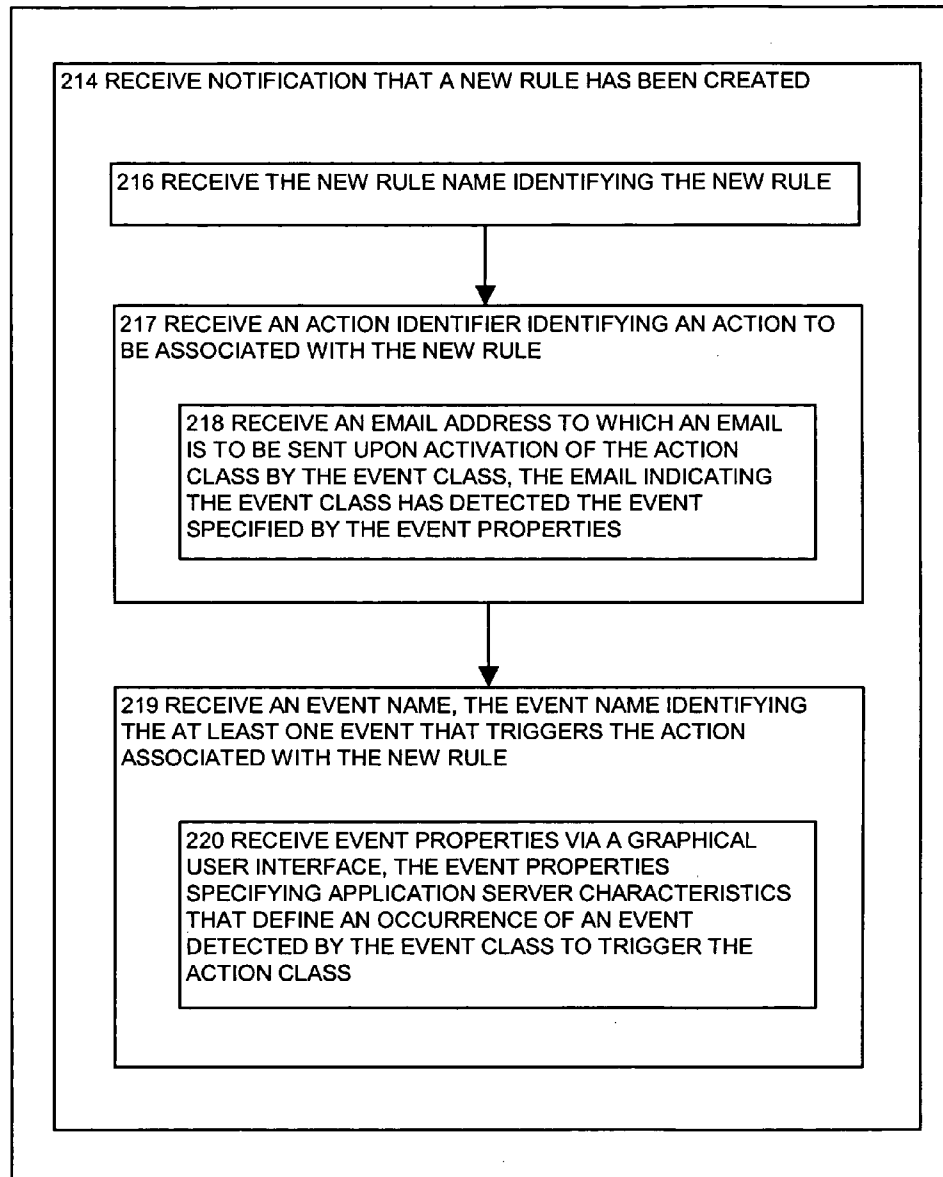 214 RECEIVE NOTIFICATION THAT A NEW RULE HAS BEEN CREATED
216 RECEIVE THE NEW RULE NAME IDENTIFYING THE NEW RULE
217 RECEIVE AN ACTION IDENTIFIER IDENTIFYING AN ACTION TO
BE ASSOCIATED WITH THE NEW RULE
218 RECEIVE AN EMAIL ADDRESS TO WHICH AN EMAIL
IS TO BE SENT UPON ACTIVATION OF THE ACTION
CLASS BY THE EVENT CLASS, THE EMAIL INDICATING
THE EVENT CLASS HAS DETECTED THE EVENT
SPECIFIED BY THE EVENT PROPERTIES
219 RECEIVE AN EVENT NAME, THE EVENT NAME IDENTIFYING
THE AT LEAST ONE EVENT THAT TRIGGERS THE ACTION
ASSOCIATED WITH THE NEW RULE
220 RECEIVE EVENT PROPERTIES VIA A GRAPHICAL
USER INTERFACE, THE EVENT PROPERTIES
SPECIFYING APPLICATION SERVER CHARACTERISTICS
THAT DEFINE AN OCCURRENCE OF AN EVENT
DETECTED BY THE EVENT CLASS TO TRIGGER THE
ACTION CLASS